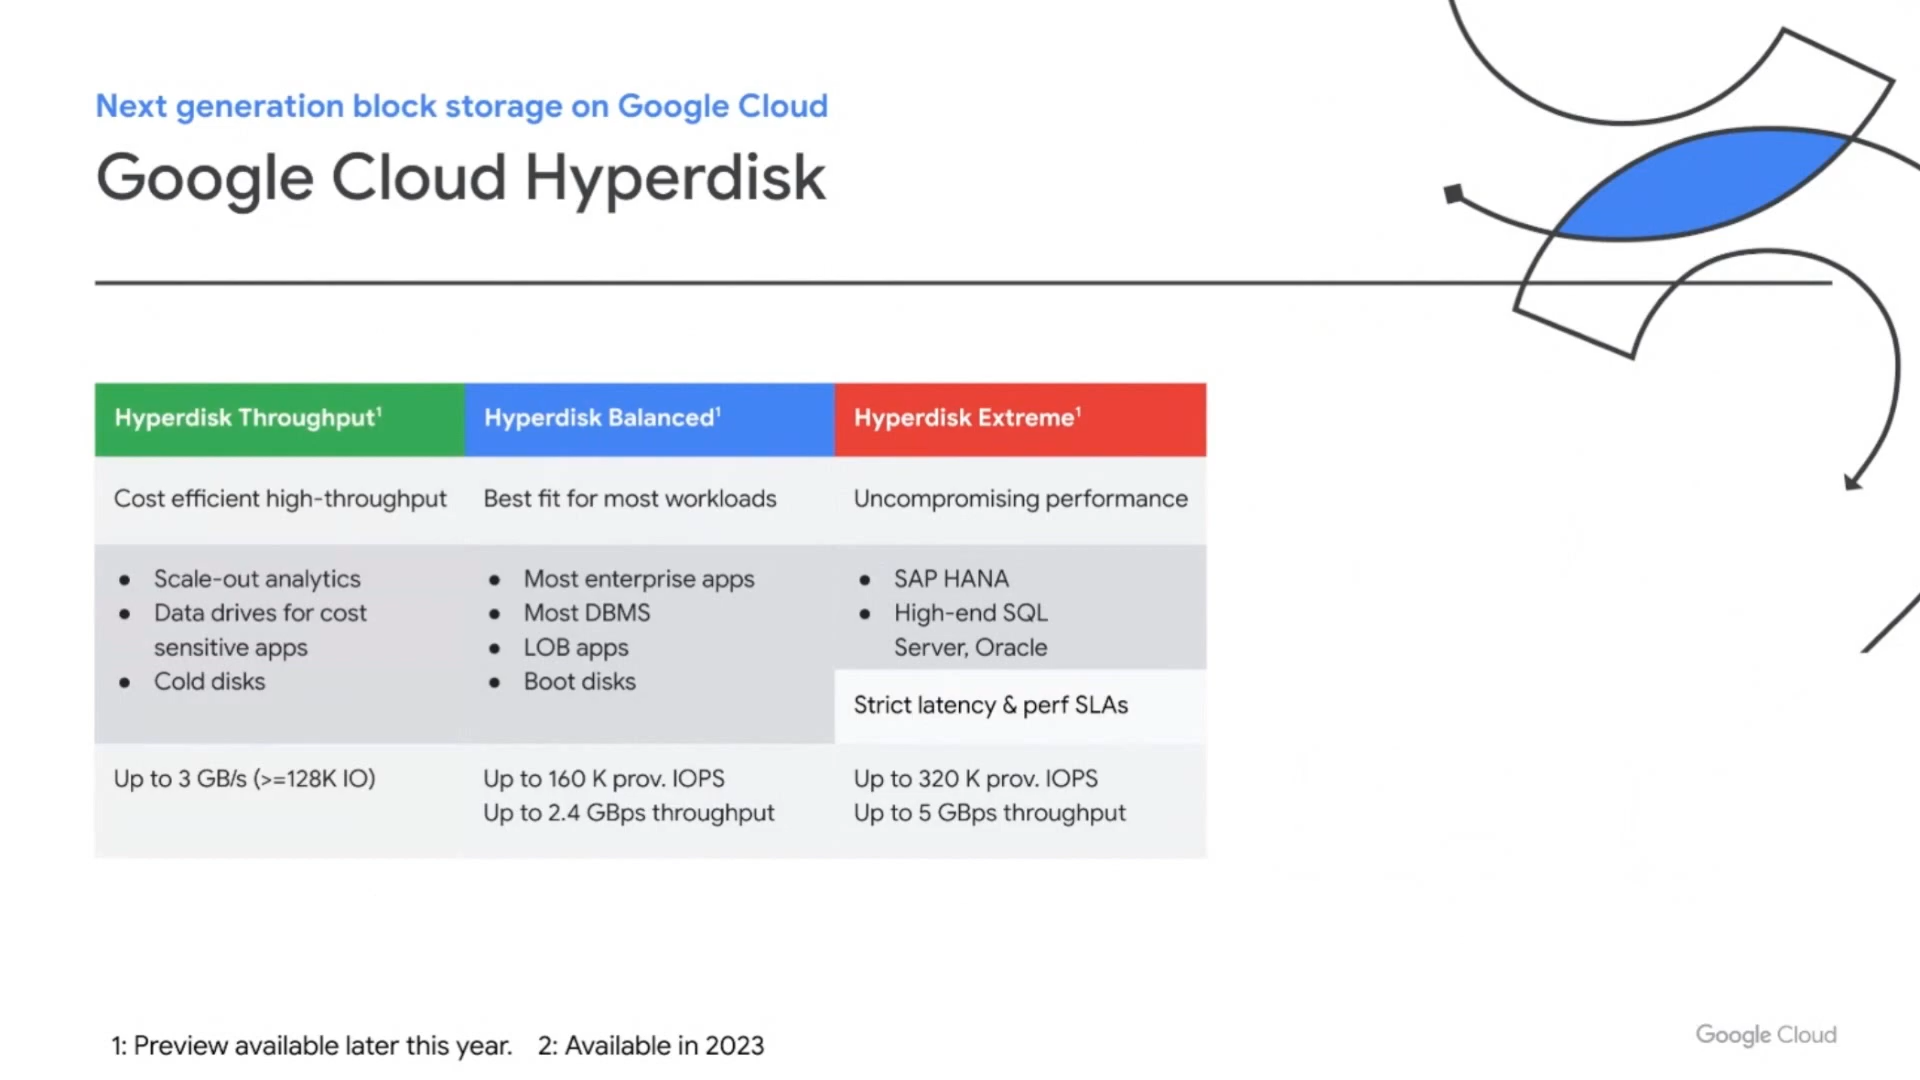 Next generation block storage on Google Cloud
Google Cloud Hyperdisk
Hyperdisk Throughput¹
Hyperdisk Balanced¹
Hyperdisk Extreme¹
Cost efficient high-throughput
Best fit for most workloads
Uncompromising performance
● Scale-out analytics
● Data drives for cost
sensitive apps
● Cold disks
● Most enterprise apps
● Most DBMS
● LOB apps
● Boot disks
● SAP HANA
● High-end SQL
Server, Oracle
Strict latency & perf SLAs
Up to 3 GB/s (>=128K IO)
Up to 160 K prov. IOPS
Up to 2.4 GBps throughput
Up to 320 K prov. IOPS
Up to 5 GBps throughput
1: Preview available later this year. 2: Available in 2023
Google Cloud